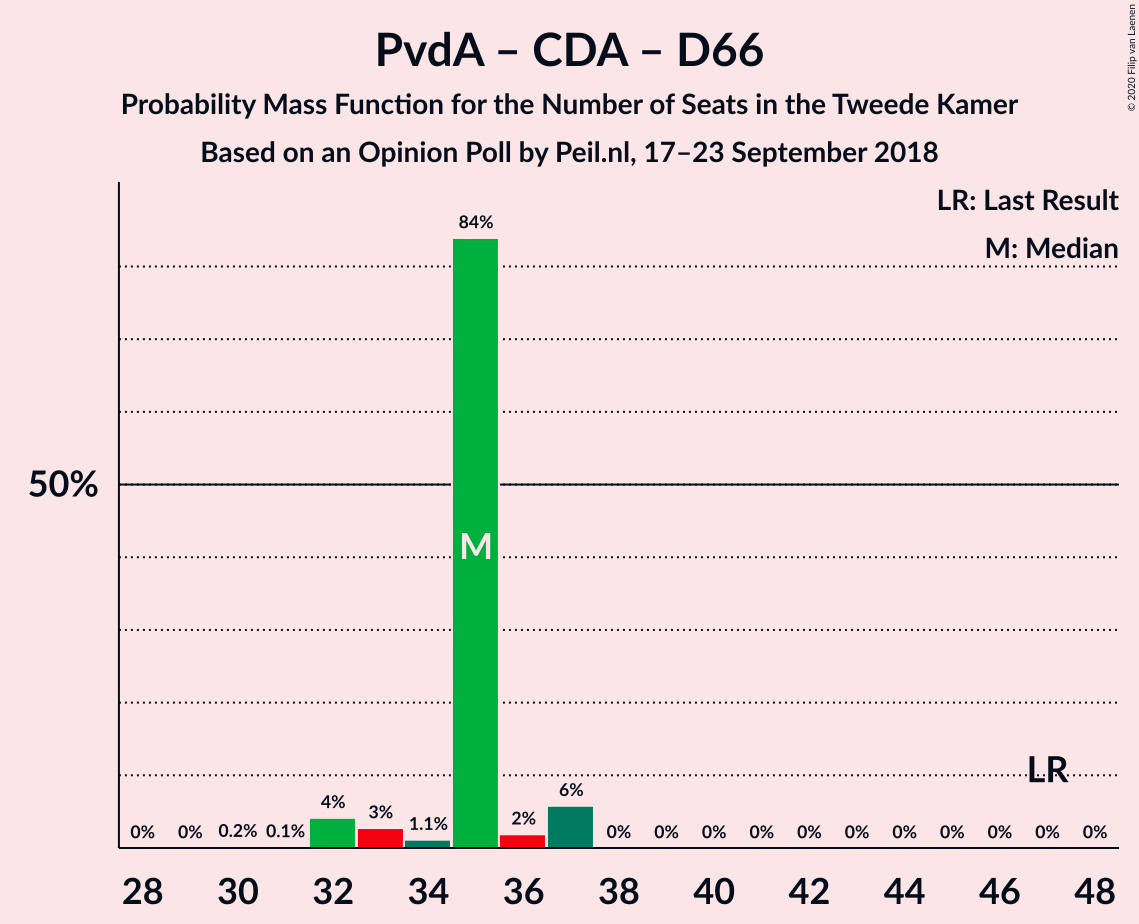 PvdA – CDA – D66
Probability Mass Function for the Number of Seats in the Tweede Kamer
Based on an Opinion Poll by Peil.nl, 17–23 September 2018
© 2020 Filip van Laenen
LR: Last Result
M: Median
84%
50%
M
LR
0% 0% 0.2% 0.1% 4% 3% 1.1% 2% 6% 0% 0% 0% 0% 0% 0% 0% 0% 0% 0% 0%
28 30 32 34 36 38 40 42 44 46 48